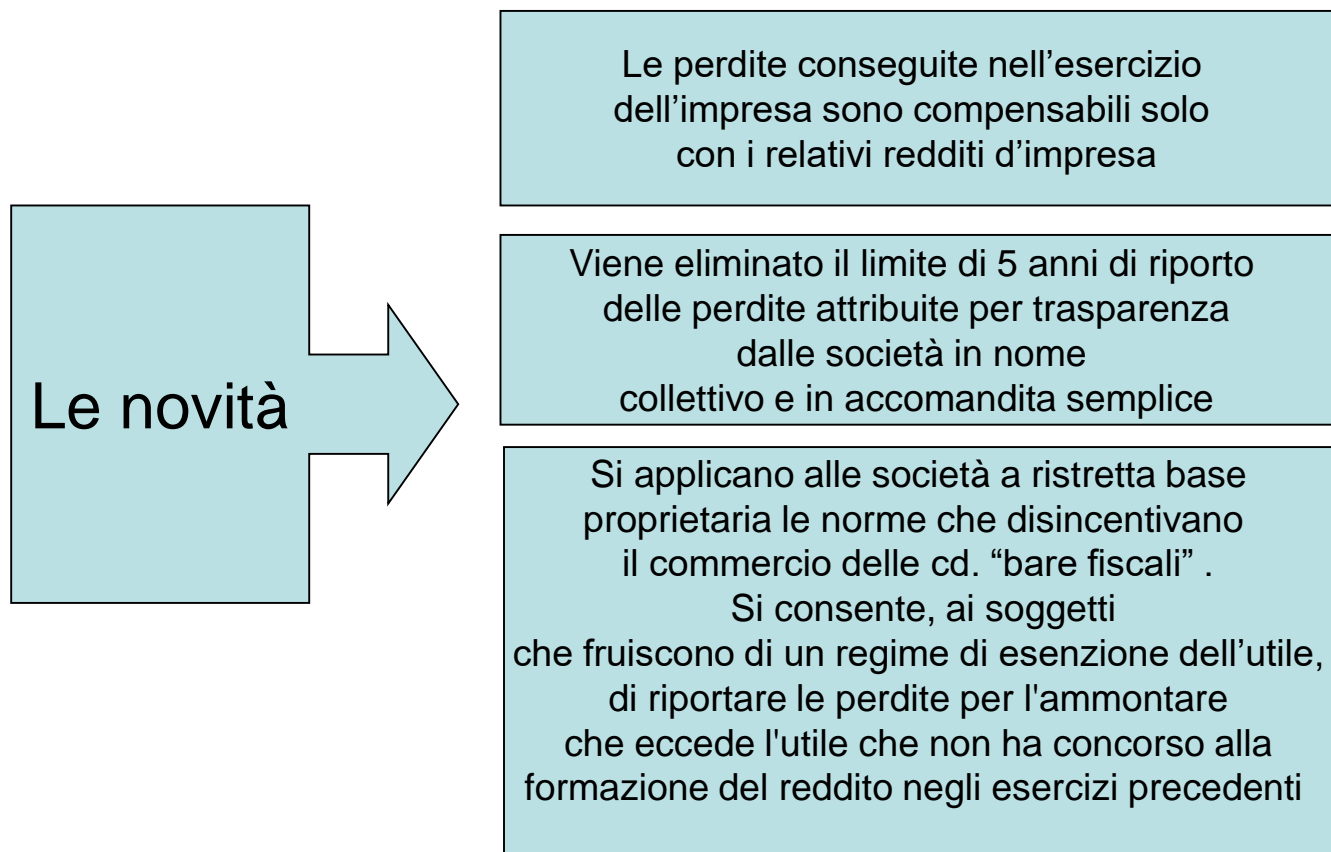 Le novità
Le perdite conseguite nell’esercizio
dell’impresa sono compensabili solo
con i relativi redditi d’impresa
Viene eliminato il limite di 5 anni di riporto
delle perdite attribuite per trasparenza
dalle società in nome
collettivo e in accomandita semplice
Si applicano alle società a ristretta base
proprietaria le norme che disincentivano
il commercio delle cd. “bare fiscali” .
Si consente, ai soggetti
che fruiscono di un regime di esenzione dell’utile,
di riportare le perdite per l'ammontare
che eccede l'utile che non ha concorso alla
formazione del reddito negli esercizi precedenti